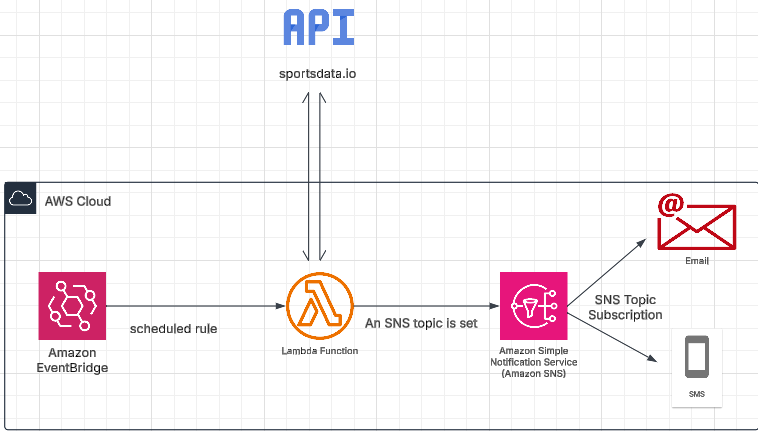 API
sportsdata.io
AWS Cloud
@
Email
scheduled rule
An SNS topic is set
SNS Topic
Subscription
Amazon
EventBridge
Lambda Function
Amazon Simple
Notification Service
(Amazon SNS)
SMS